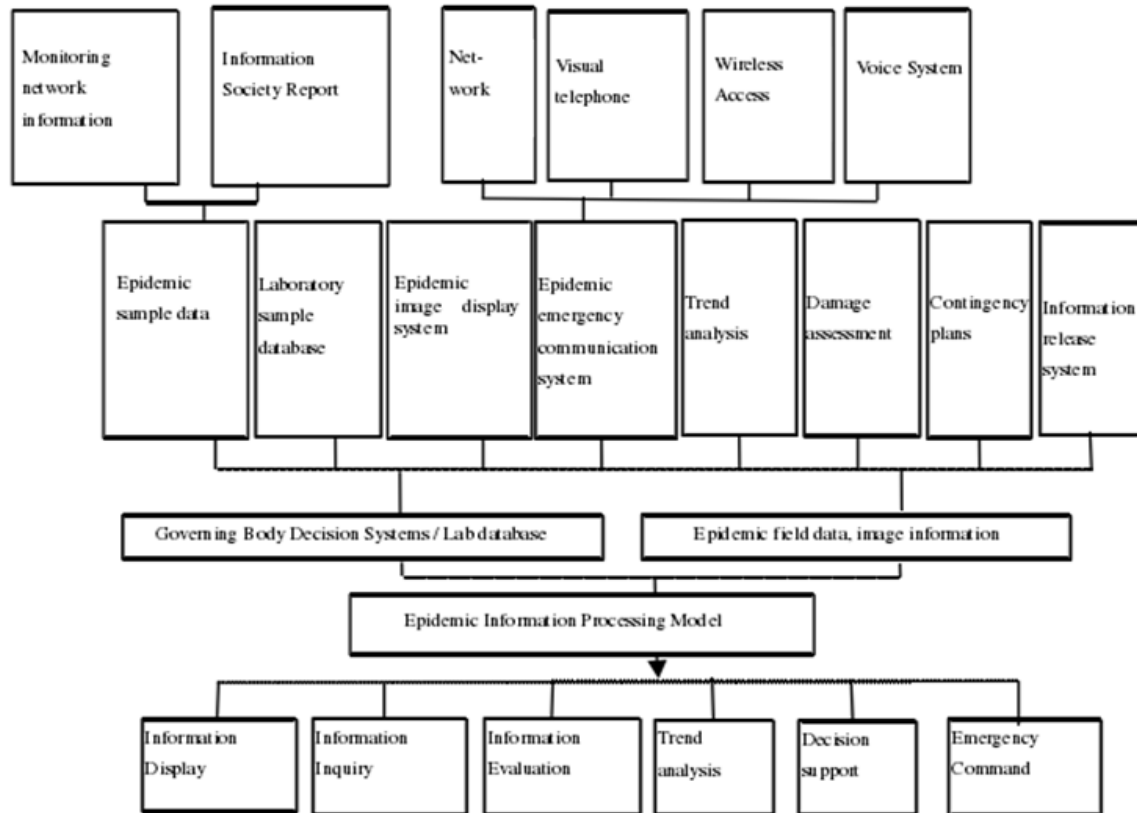 Monitoring
network
information
Information
Society Report
Net-
work
Visual
telephone
Wireless
Access
Voice System
Epidemic
sample data
Laboratory
sample
database
Epidemic
image display
system
Epidemic
emergency
communication
system
Trend
analysis
Damage
assessment
Contingency
plans
Information
release
system
Governing Body Decision Systems / Lab database
Epidemic field data, image information
Epidemic Information Processing Model
Information
Display
Information
Inquiry
Information
Evaluation
Trend
analysis
Decision
support
Emergency
Command